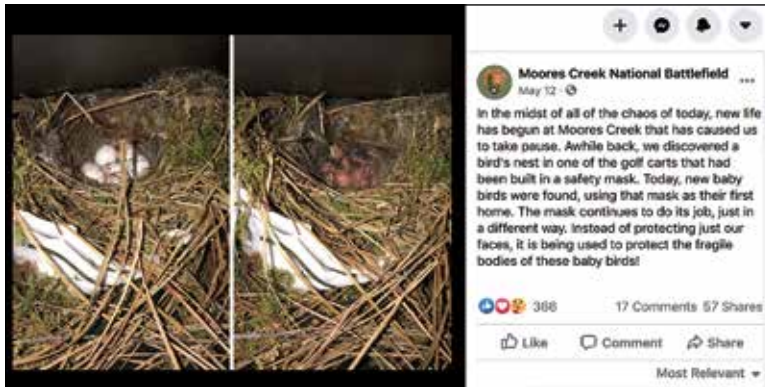 Moores Creek National Battlefield
...
May 12 ·
In the midst of all of the chaos of today, new life
has begun at Moores Creek that has caused us
to take pause. Awhile back, we discovered a
bird's nest in one of the golf carts that had
been built in a safety mask. Today, new baby
birds were found, using that mask as their first
home. The mask continues to do its job, just in
a different way. Instead of protecting just our
faces, it is being used to protect the fragile
bodies of these baby birds!
366 17 Comments 57 Shares
Like Comment Share
Most Relevant